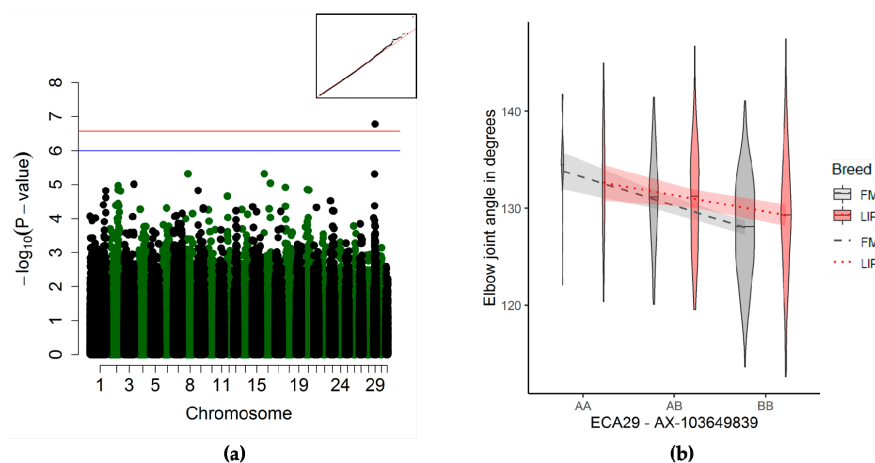 8
7
6
5
4
3
2
1
0
−log10(P − value)
1 3 5 8 11 15 19 24 29
Chromosome
(a)
140
130
120
Elbow joint angle in degrees
AA AB BB
ECA29 - AX-103649839
Breed
FM
LIP
FM
LIP
(b)